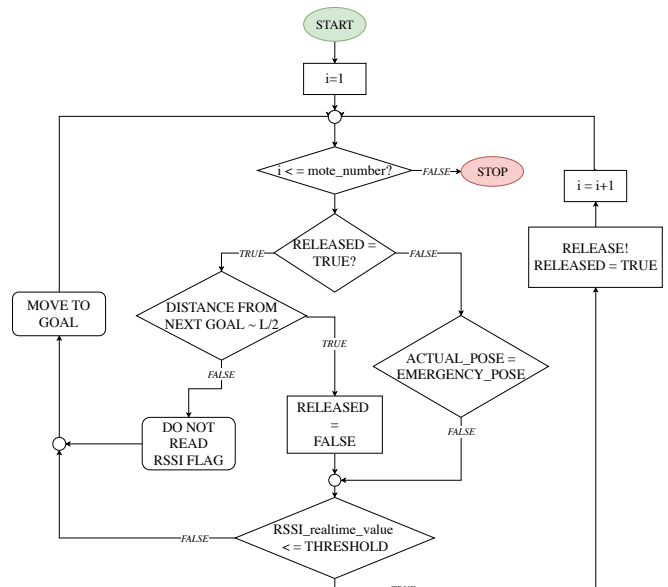 START
i=1
i < = mote_number?
FALSE
STOP
i = i+1
RELEASED =
TRUE?
TRUE
FALSE
RELEASE!
RELEASED = TRUE
MOVE TO
GOAL
DISTANCE FROM
NEXT GOAL ~ L/2
TRUE
FALSE
ACTUAL_POSE =
EMERGENCY_POSE
RELEASED
=
FALSE
DO NOT
READ
RSSI FLAG
FALSE
RSSI_realtime_value
< = THRESHOLD
FALSE
TRUE